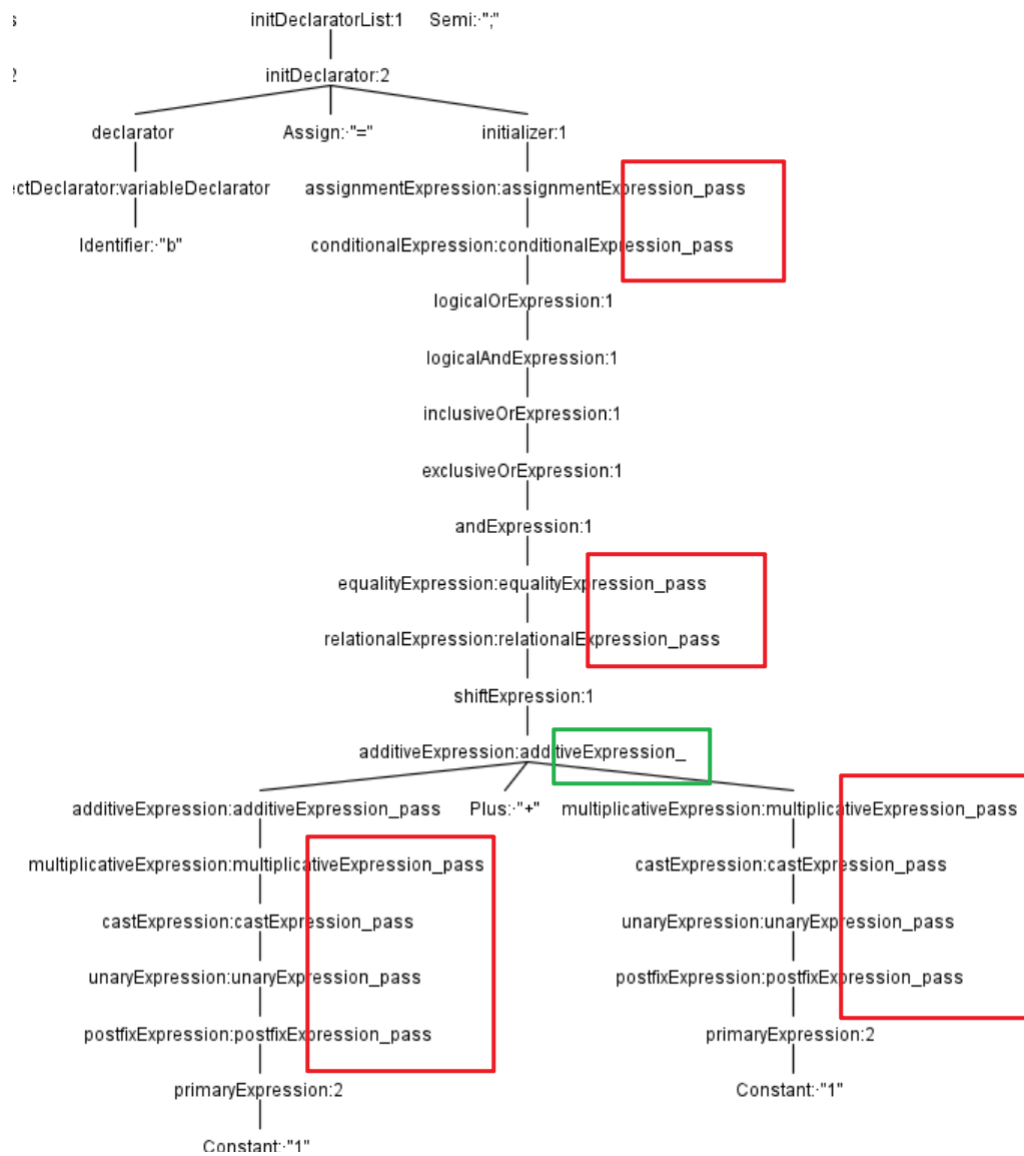 s initDeclaratorList:1 Semi:·";"
2 initDeclarator:2
declarator Assign:·"=" initializer:1
ectDeclarator:variableDeclarator assignmentExpression:assignmentExpression_pass
Identifier:·"b" conditionalExpression:conditionalExpression_pass
logicalOrExpression:1
logicalAndExpression:1
inclusiveOrExpression:1
exclusiveOrExpression:1
andExpression:1
equalityExpression:equalityExpression_pass
relationalExpression:relationalExpression_pass
shiftExpression:1
additiveExpression:additiveExpression_
additiveExpression:additiveExpression_pass Plus:·"+" multiplicativeExpression:multiplicativeExpression_pass
multiplicativeExpression:multiplicativeExpression_pass castExpression:castExpression_pass
castExpression:castExpression_pass unaryExpression:unaryExpression_pass
unaryExpression:unaryExpression_pass postfixExpression:postfixExpression_pass
postfixExpression:postfixExpression_pass primaryExpression:2
primaryExpression:2 Constant:·"1"
Constant:·"1"